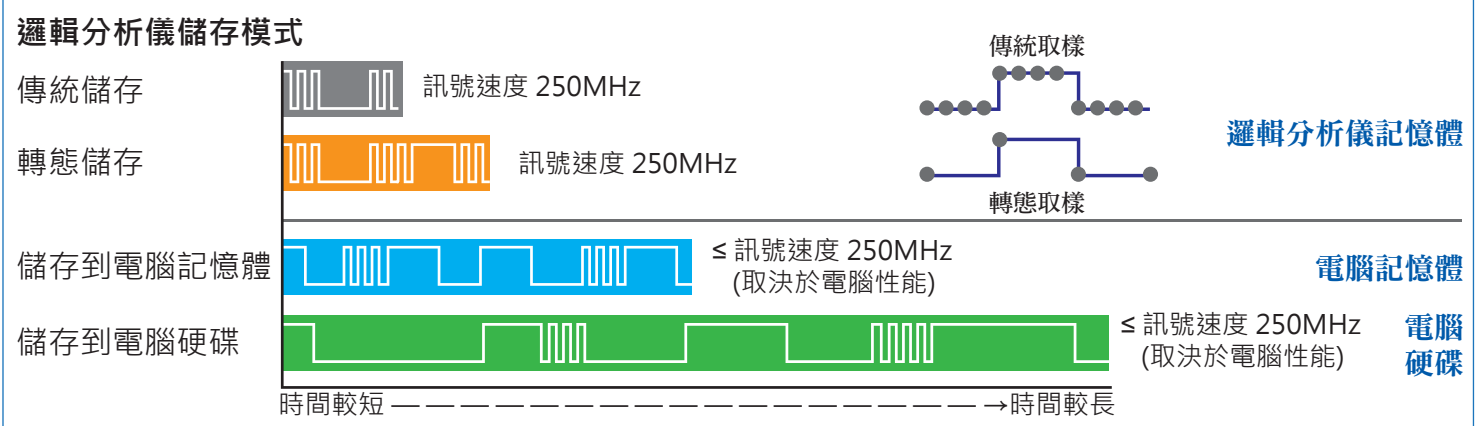 邏輯分析儀儲存模式
傳統儲存
訊號速度 250MHz
傳統取樣
邏輯分析儀記憶體
轉態儲存
訊號速度 250MHz
轉態取樣
儲存到電腦記憶體
≤ 訊號速度 250MHz
(取決於電腦性能)
電腦記憶體
儲存到電腦硬碟
≤ 訊號速度 250MHz
(取決於電腦性能)
電腦
硬碟
時間較短 — — — — — — — — — — — — — — — — — →時間較長